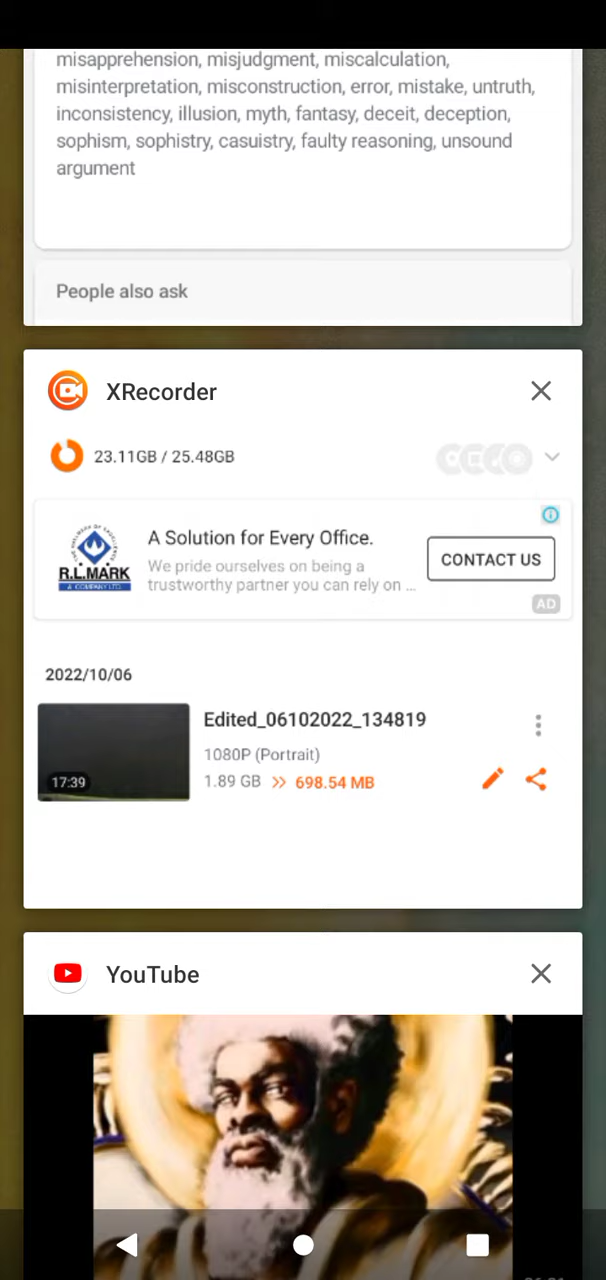 misapprehension, misjudgment, miscalculation,
misinterpretation, misconstruction, error, mistake, untruth,
inconsistency, illusion, myth, fantasy, deceit, deception,
sophism, sophistry, casuistry, faulty reasoning, unsound
argument
People also ask
XRecorder
23.11GB / 25.48GB
A Solution for Every Office.
We pride ourselves on being a
trustworthy partner you can rely on ...
CONTACT US
R.L.MARK
& COMPANY LTD.
AD
2022/10/06
Edited_06102022_134819
1080P (Portrait)
17:39
1.89 GB >> 698.54 MB
YouTube